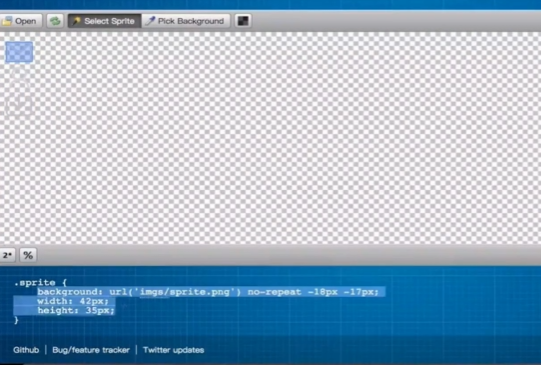 Open Select Sprite Pick Background
2* %
.sprite {
background: url('imgs/sprite.png') no-repeat -18px -17px;
width: 42px;
height: 35px;
}
Github | Bug/feature tracker | Twitter updates